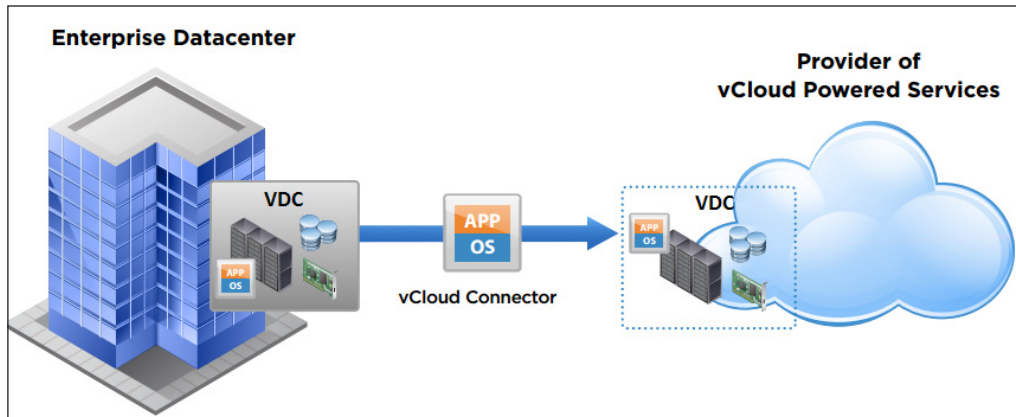 Enterprise Datacenter
Provider of
vCloud Powered Services
VDC
APP
OS
APP
OS
vCloud Connector
VDC
APP
OS